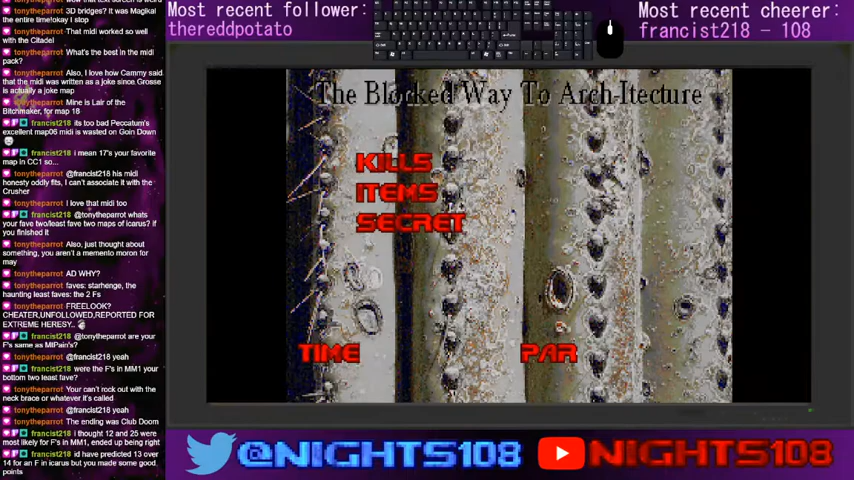 Most recent follower:
thereddpotato
Most recent cheerer:
francist218 - 108
tonytheparrot wow that text screen is weird
tonytheparrot
3D bridges? It was Magikal
the entire time!okay I stop
tonytheparrot That midi worked so well
with the Citadel
tonytheparrot What's the best in the midi
pack?
tonytheparrot Also, I love how Cammy said
that the midi was written as a joke since Grosse
is actually a joke map
tonytheparrot Mine is Lair of the
Bitchmaker, for map 18
francist218 its too bad Peccatum's
excellent map06 midi is wasted on Goin Down
francist218 i mean 17's your favorite
map in CC1 so...
tonytheparrot @francist218 his midi
honesty oddly fits, I can't associate it with the
Crusher
tonytheparrot I love that midi too
francist218 @tonytheparrot whats
your fave two/least fave two maps of icarus? if
you finished it
tonytheparrot Also, just thought about
something, you aren't a memento moron for
may
tonytheparrot AD WHY?
tonytheparrot faves: starhenge, the
haunting least faves: the 2 Fs
tonytheparrot FREELOOK?
CHEATER,UNFOLLOWED,REPORTED FOR
EXTREME HERESY..
francist218 @tonytheparrot are your
F's same as MtPain's?
tonytheparrot @francist218 yeah
francist218 were the F's in MM1 your
bottom two least fave?
tonytheparrot Your can't rock out with the
neck brace or whatever it's called
tonytheparrot @francist218 yeah
tonytheparrot The ending was Club Doom
francist218 i thought 12 and 25 were
most likely for F's in MM1, ended up being right
francist218 id have predicted 13 over
14 for an F in icarus but you made some good
points
The Blocked Way To Arch-Itecture
KILLS
ITEMS
SECRET
TIME
PAR
@NIGHTS108
NIGHTS108